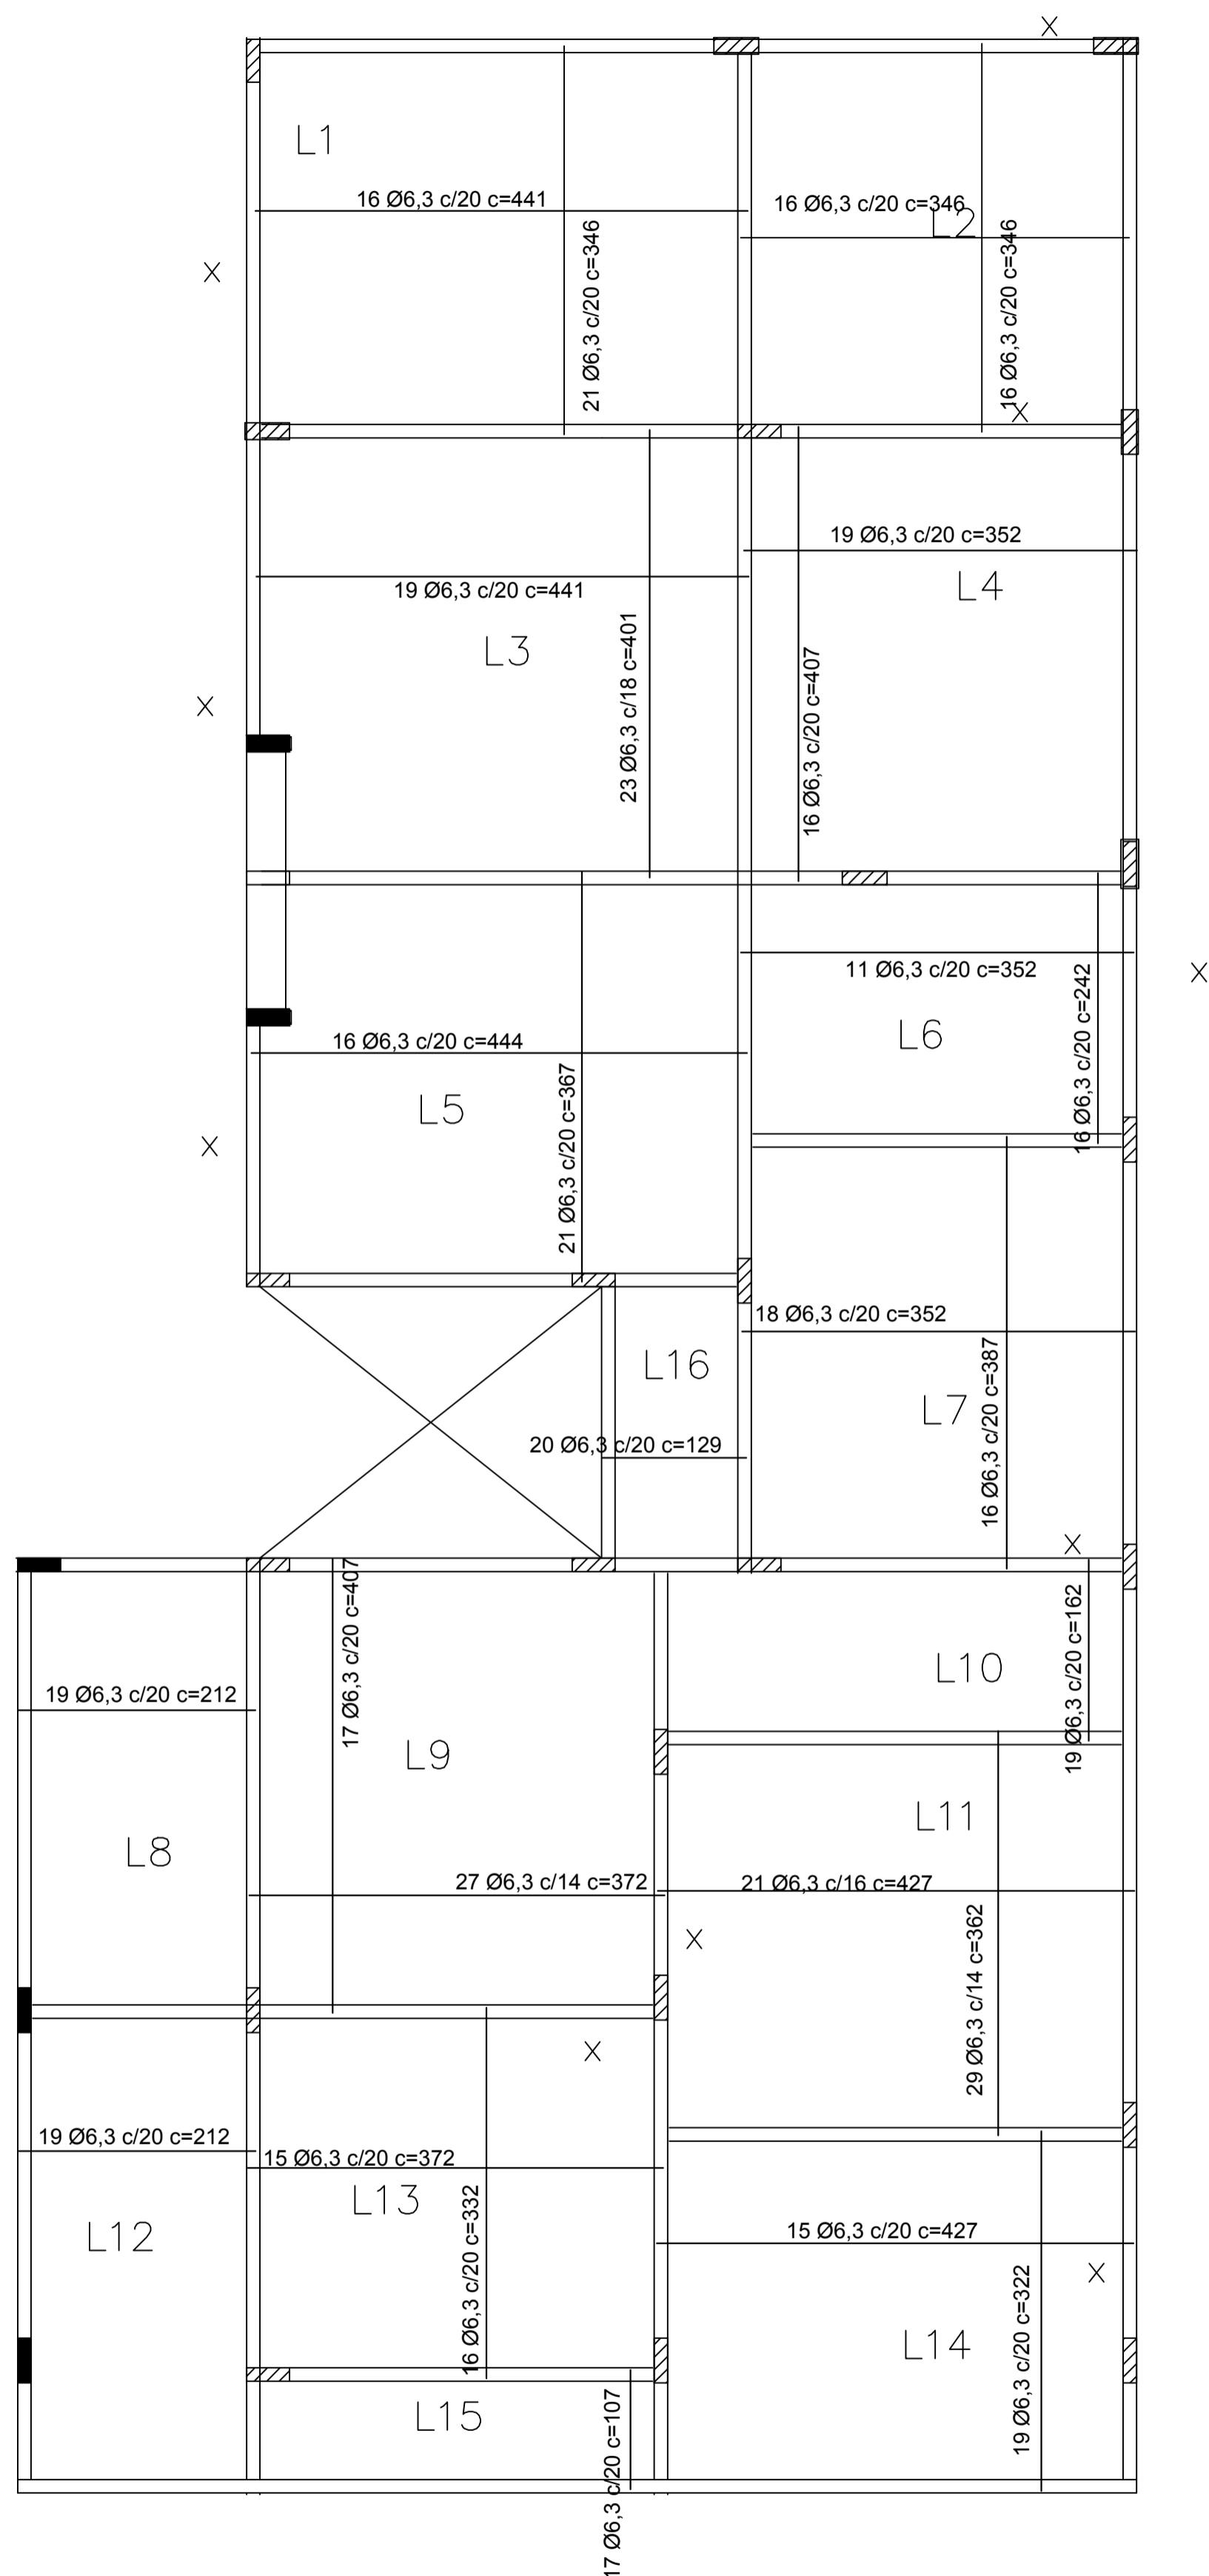 X
L1
16 Ø6,3 c/20 c=441
16 Ø6,3 c/20 c=346
L2
21 Ø6,3 c/20 c=346
16 Ø6,3 c/20 c=346
X
X
19 Ø6,3 c/20 c=352
L4
19 Ø6,3 c/20 c=441
L3
23 Ø6,3 c/18 c=401
16 Ø6,3 c/20 c=407
X
11 Ø6,3 c/20 c=352
X
16 Ø6,3 c/20 c=242
L6
16 Ø6,3 c/20 c=444
L5
21 Ø6,3 c/20 c=367
X
18 Ø6,3 c/20 c=352
L16
L7
16 Ø6,3 c/20 c=387
20 Ø6,3 c/20 c=129
X
17 Ø6,3 c/20 c=407
19 Ø6,3 c/20 c=162
L10
19 Ø6,3 c/20 c=212
L9
L11
L8
27 Ø6,3 c/14 c=372
21 Ø6,3 c/16 c=427
X
29 Ø6,3 c/14 c=362
X
19 Ø6,3 c/20 c=212
15 Ø6,3 c/20 c=372
L13
16 Ø6,3 c/20 c=332
L12
15 Ø6,3 c/20 c=427
X
19 Ø6,3 c/20 c=322
L14
L15
17 Ø6,3 c/20 c=107